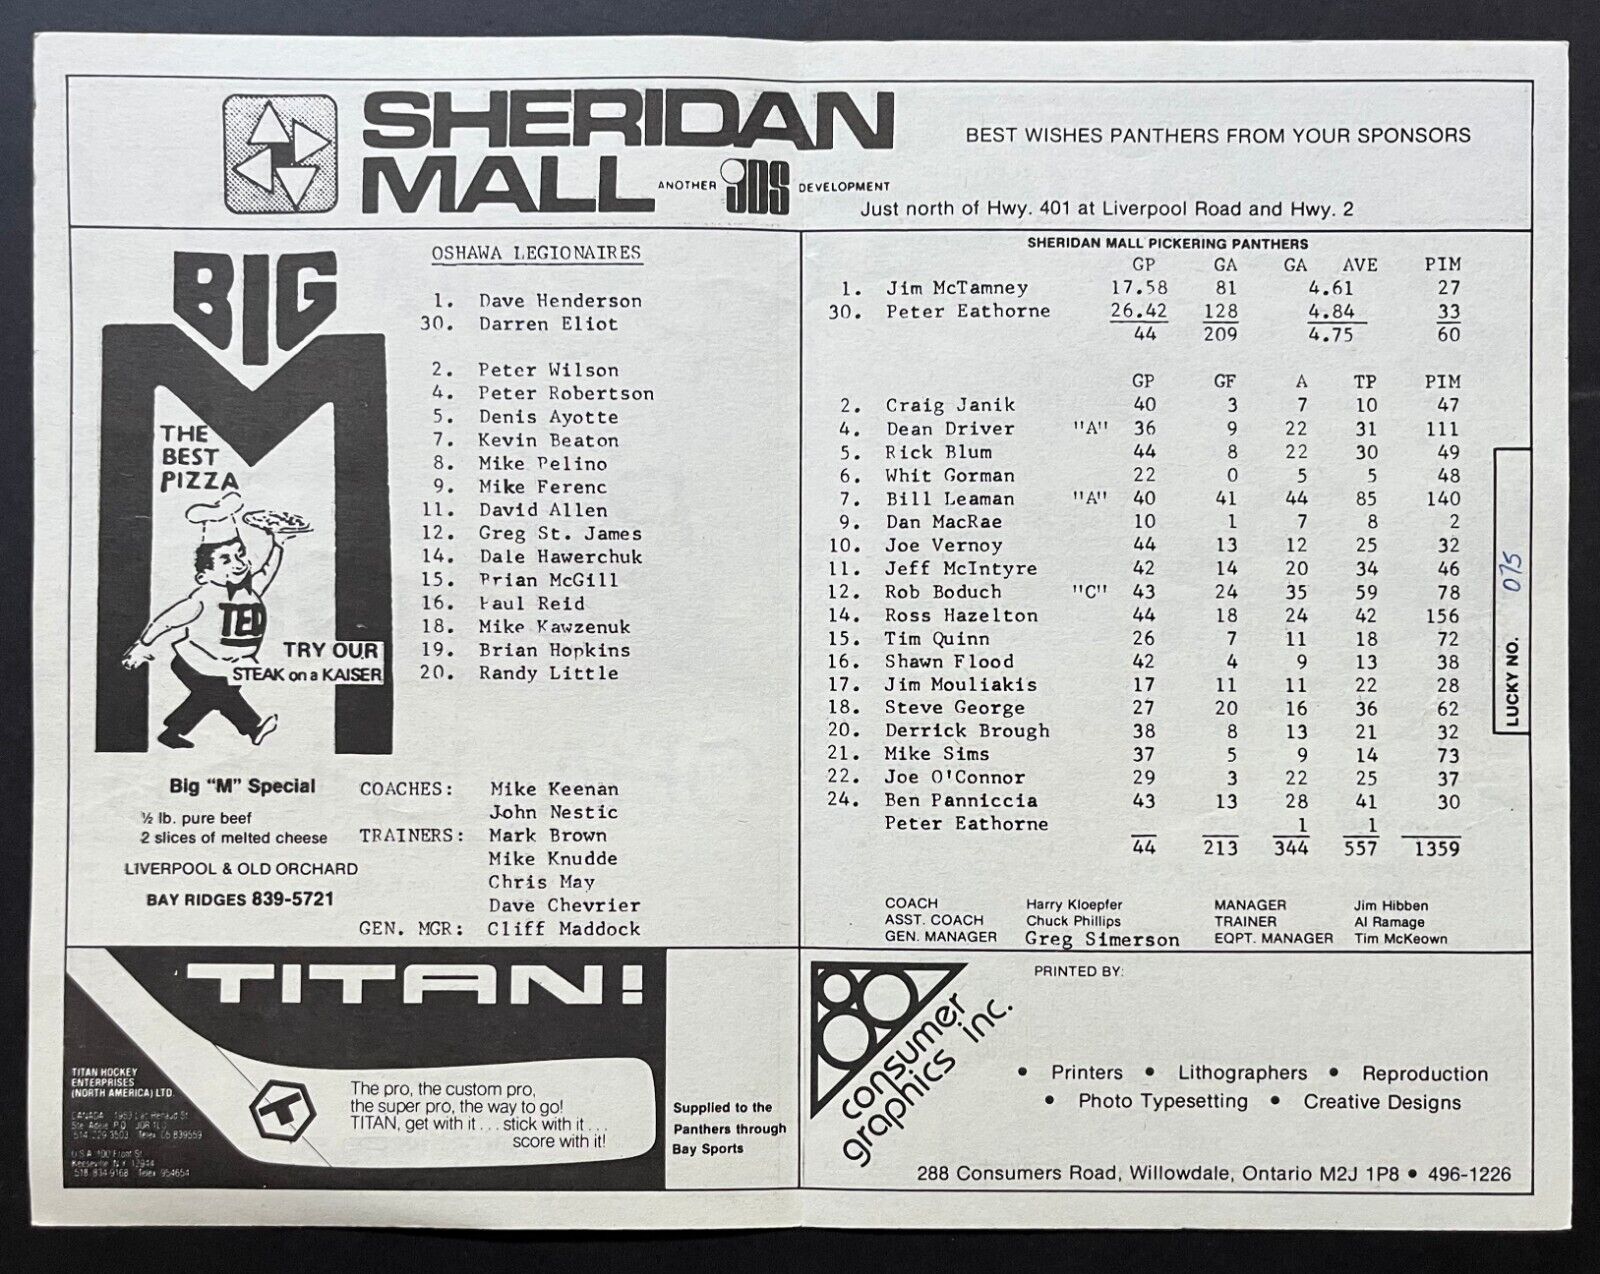 SHERIDAN
MALL
ANOTHER JDS DEVELOPMENT
BEST WISHES PANTHERS FROM YOUR SPONSORS
Just north of Hwy. 401 at Liverpool Road and Hwy. 2
BIG
M
THE
BEST
PIZZA
TED
TRY OUR
STEAK on a KAISER
Big "M" Special
½ lb. pure beef
2 slices of melted cheese
LIVERPOOL & OLD ORCHARD
BAY RIDGES 839-5721
OSHAWA LEGIONAIRES
1. Dave Henderson
30. Darren Eliot
2. Peter Wilson
4. Peter Robertson
5. Denis Ayotte
7. Kevin Beaton
8. Mike Pelino
9. Mike Ferenc
11. David Allen
12. Greg St. James
14. Dale Hawerchuk
15. Brian McGill
16. Paul Reid
18. Mike Kawzenuk
19. Brian Hopkins
20. Randy Little
COACHES: Mike Keenan
John Nestic
TRAINERS: Mark Brown
Mike Knudde
Chris May
Dave Chevrier
GEN. MGR: Cliff Maddock
SHERIDAN MALL PICKERING PANTHERS
GP GA GA AVE PIM
1. Jim McTamney 17.58 81 4.61 27
30. Peter Eathorne 26.42 128 4.84 33
44 209 4.75 60
GP GF A TP PIM
2. Craig Janik 40 3 7 10 47
4. Dean Driver "A" 36 9 22 31 111
5. Rick Blum 44 8 22 30 49
6. Whit Gorman 22 0 5 5 48
7. Bill Leaman "A" 40 41 44 85 140
9. Dan MacRae 10 1 7 8 2
10. Joe Vernoy 44 13 12 25 32
11. Jeff McIntyre 42 14 20 34 46
12. Rob Boduch "C" 43 24 35 59 78
14. Ross Hazelton 44 18 24 42 156
15. Tim Quinn 26 7 11 18 72
16. Shawn Flood 42 4 9 13 38
17. Jim Mouliakis 17 11 11 22 28
18. Steve George 27 20 16 36 62
20. Derrick Brough 38 8 13 21 32
21. Mike Sims 37 5 9 14 73
22. Joe O'Connor 29 3 22 25 37
24. Ben Panniccia 43 13 28 41 30
Peter Eathorne 1 1
44 213 344 557 1359
COACH Harry Kloepfer MANAGER Jim Hibben
ASST. COACH Chuck Phillips TRAINER Al Ramage
GEN. MANAGER Greg Simerson EQPT. MANAGER Tim McKeown
LUCKY NO. 075
TITAN!
TITAN HOCKEY
ENTERPRISES
(NORTH AMERICA) LTD.
The pro, the custom pro,
the super pro, the way to go!
TITAN, get with it . . . stick with it . . .
score with it!
Supplied to the
Panthers through
Bay Sports
consumer
graphics inc.
PRINTED BY:
• Printers • Lithographers • Reproduction
• Photo Typesetting • Creative Designs
288 Consumers Road, Willowdale, Ontario M2J 1P8 • 496-1226